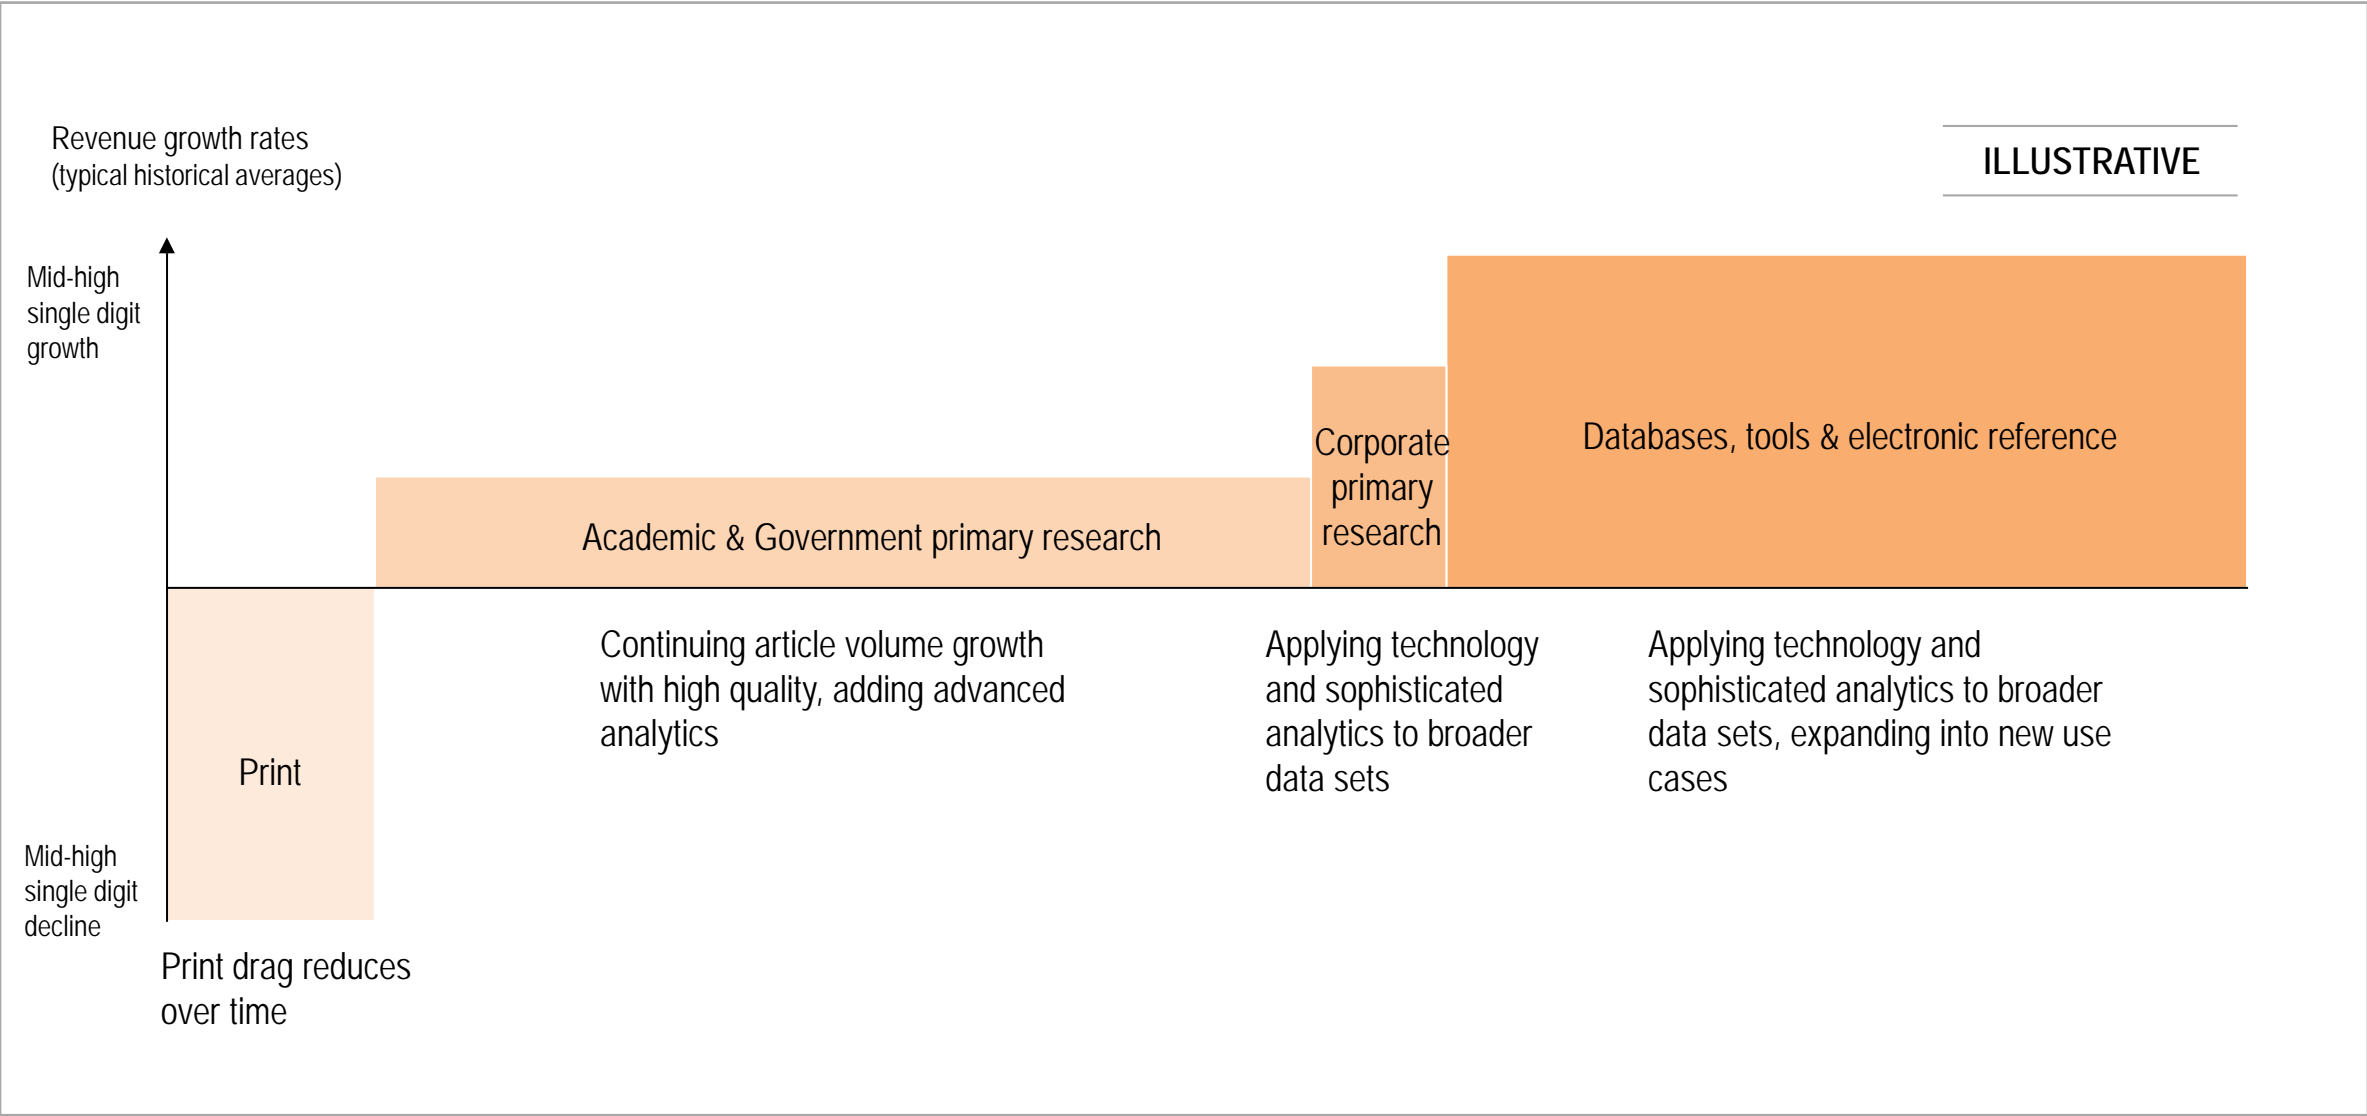 Revenue growth rates
(typical historical averages)
ILLUSTRATIVE
Mid-high
single digit
growth
Databases, tools & electronic reference
Corporate
primary
research
Academic & Government primary research
Continuing article volume growth
with high quality, adding advanced
analytics
Applying technology
and sophisticated
analytics to broader
data sets
Applying technology and
sophisticated analytics to broader
data sets, expanding into new use
cases
Print
Mid-high
single digit
decline
Print drag reduces
over time